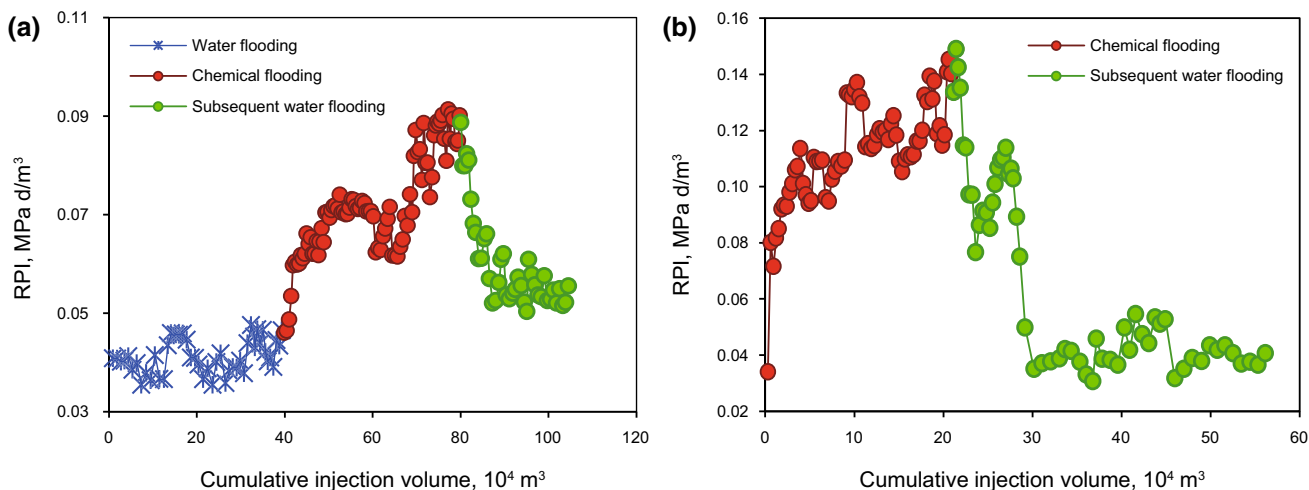 (a)
0.11
0.09
0.07
0.05
0.03
RPI, MPa d/m³
Water flooding
Chemical flooding
Subsequent water flooding
0 20 40 60 80 100 120
Cumulative injection volume, 10⁴ m³
(b)
0.16
0.14
0.12
0.10
0.08
0.06
0.04
0.02
RPI, MPa d/m³
Chemical flooding
Subsequent water flooding
0 10 20 30 40 50 60
Cumulative injection volume, 10⁴ m³